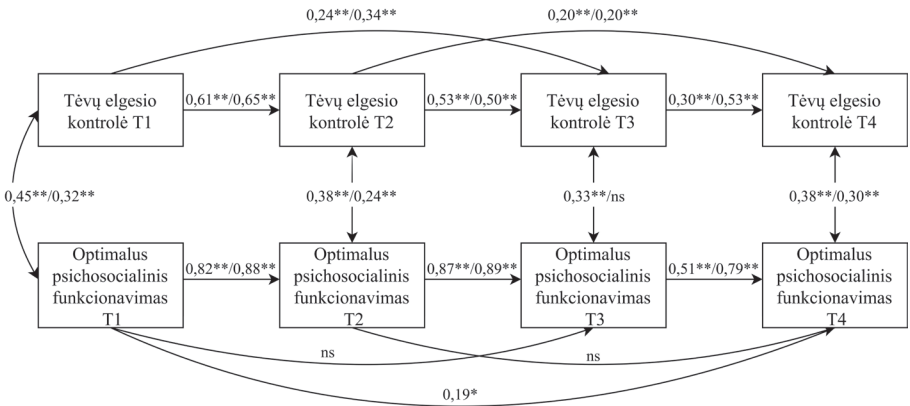 0,24**/0,34**
0,20**/0,20**
Tėvų elgesio
kontrolė T1
0,61**/0,65**
Tėvų elgesio
kontrolė T2
0,53**/0,50**
Tėvų elgesio
kontrolė T3
0,30**/0,53**
Tėvų elgesio
kontrolė T4
0,45**/0,32**
0,38**/0,24**
0,33**/ns
0,38**/0,30**
Optimalus
psichosocialinis
funkcionavimas
T1
0,82**/0,88**
Optimalus
psichosocialinis
funkcionavimas
T2
0,87**/0,89**
Optimalus
psichosocialinis
funkcionavimas
T3
0,51**/0,79**
Optimalus
psichosocialinis
funkcionavimas
T4
ns
ns
0,19*